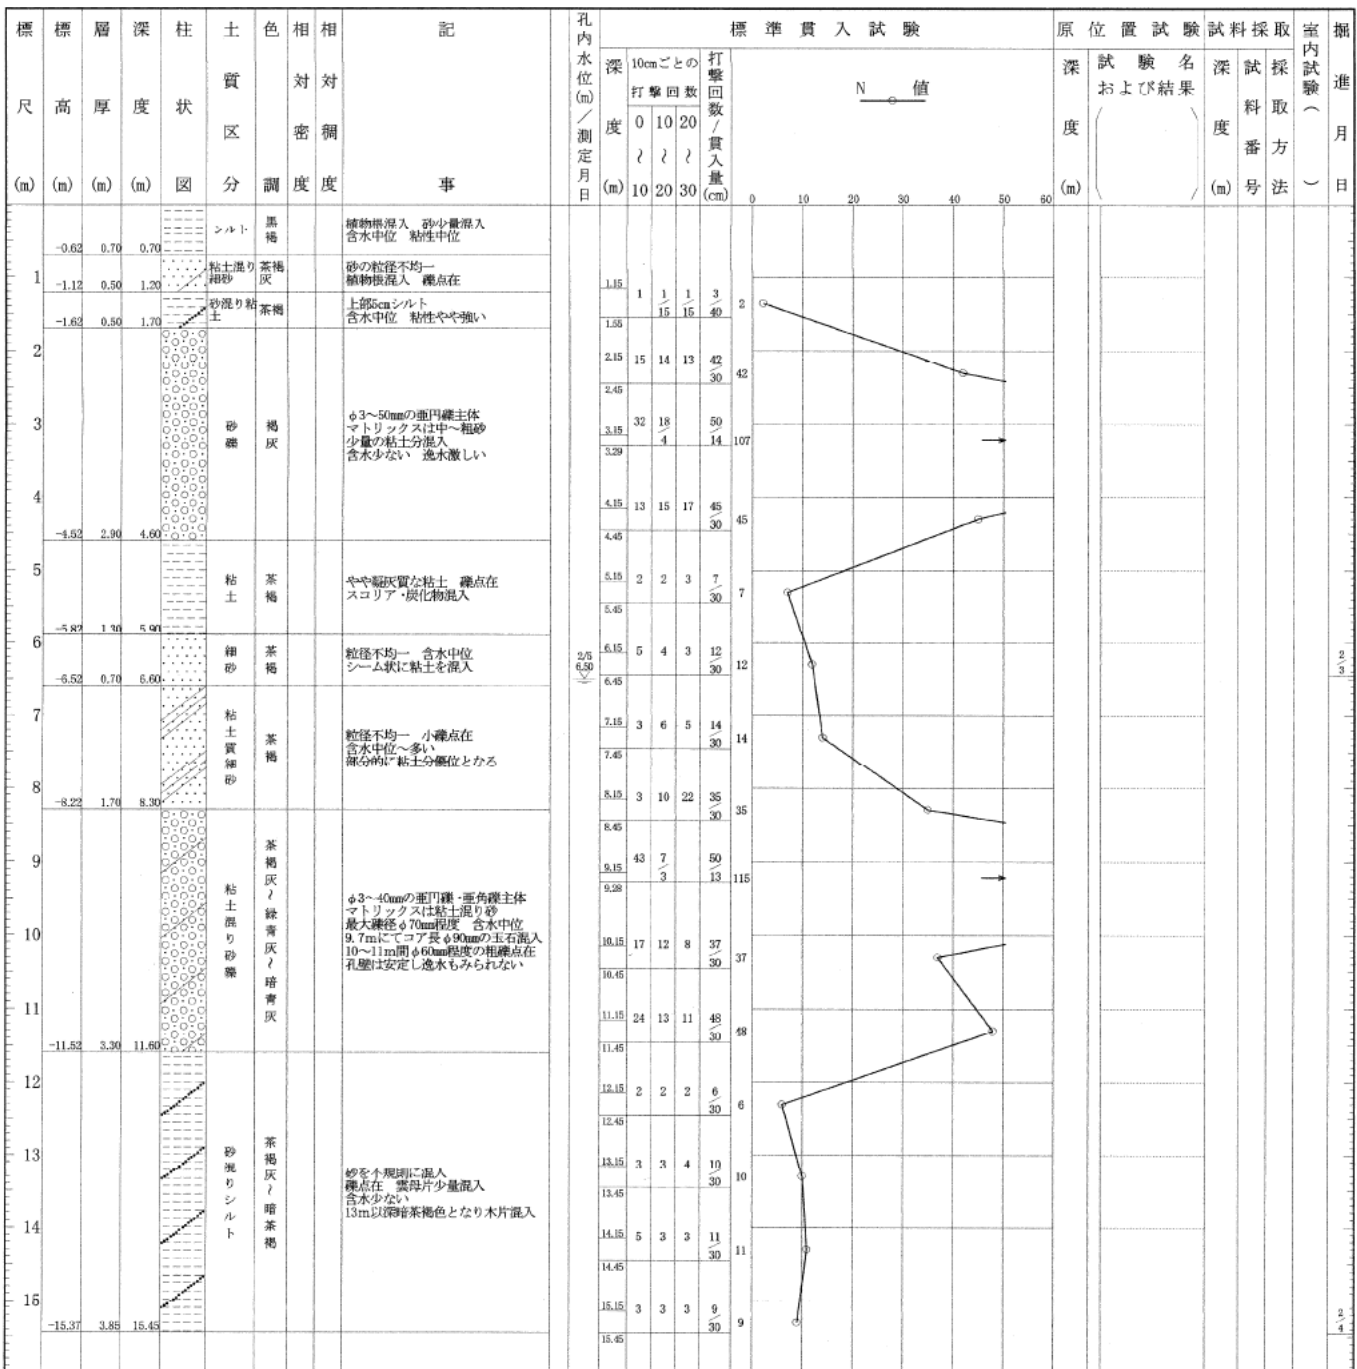 標尺(m)
標高(m)
層厚(m)
深度(m)
柱状図
土質区分
色調
相対密度
相対稠度
記事
孔内水位(m)/測定月日
標準貫入試験
深度(m)
10cmごとの
打撃回数
0〜10
10〜20
20〜30
打撃回数/貫入量(cm)
N 値
0 10 20 30 40 50 60
原位置試験
深度(m)
試験名
および結果
( )
試料採取
深度(m)
試料番号
採取方法
室内試験( )
掘進月日
-0.62 0.70 0.70
シルト
黒褐
植物根混入 砂少量混入
含水中位 粘性中位
1
-1.12 0.50 1.20
粘土混り
細砂
茶褐
灰
砂の粒径不均一
植物根混入 礫点在
1.15 1 1/15 1/15 3/40 2
1.55
-1.62 0.50 1.70
砂混り粘
土
茶褐
上部5cmシルト
含水中位 粘性やや強い
2
2.15 15 14 13 42/30 42
2.45
3
砂礫
褐灰
φ3〜50mmの亜円礫主体
マトリックスは中〜粗砂
少量の粘土分混入
含水少ない 逸水激しい
3.15 32 18/4 50/14 107
3.29
4
4.15 13 15 17 45/30 45
4.45
-4.52 2.90 4.60
5
粘土
茶褐
やや凝灰質な粘土 礫点在
スコリア・炭化物混入
5.15 2 2 3 7/30 7
5.45
-5.82 1.30 5.90
6
細砂
茶褐
粒径不均一 含水中位
シーム状に粘土を混入
2/5
6.50
6.15 5 4 3 12/30 12
6.45
2/3
-6.52 0.70 6.60
7
粘土質細砂
茶褐
粒径不均一 小礫点在
含水中位〜多い
部分的に粘土分優位となる
7.15 3 6 5 14/30 14
7.45
8
-8.22 1.70 8.30
8.15 3 10 22 35/30 35
8.45
9
9.15 43 7/3 50/13 115
9.28
粘土混り砂礫
茶褐灰〜緑青灰〜暗青灰
φ3〜40mmの亜円礫・亜角礫主体
マトリックスは粘土混り砂
最大礫径φ70mm程度 含水中位
9.7mにてコア長φ90mmの玉石混入
10〜11m間φ60mm程度の粗礫点在
孔壁は安定し逸水もみられない
10
10.15 17 12 8 37/30 37
10.45
11
11.15 24 13 11 48/30 48
11.45
-11.52 3.30 11.60
12
12.15 2 2 2 6/30 6
12.45
13
砂混りシルト
茶褐灰〜暗茶褐
砂を不規則に混入
礫点在 雲母片少量混入
含水少ない
13m以深暗茶褐色となり木片混入
13.15 3 3 4 10/30 10
13.45
14
14.15 5 3 3 11/30 11
14.45
15
15.15 3 3 3 9/30 9
15.45
-15.37 3.85 15.45
2/4